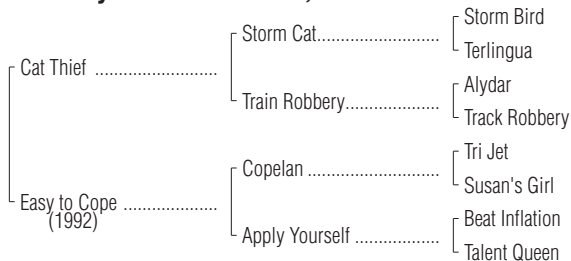 Storm Bird
Storm Cat....................
Terlingua
Cat Thief ..........................
Alydar
Train Robbery....................
Track Robbery
Tri Jet
Copelan ............................
Susan's Girl
Easy to Cope ....................
(1992)
Beat Inflation
Apply Yourself ..................
Talent Queen